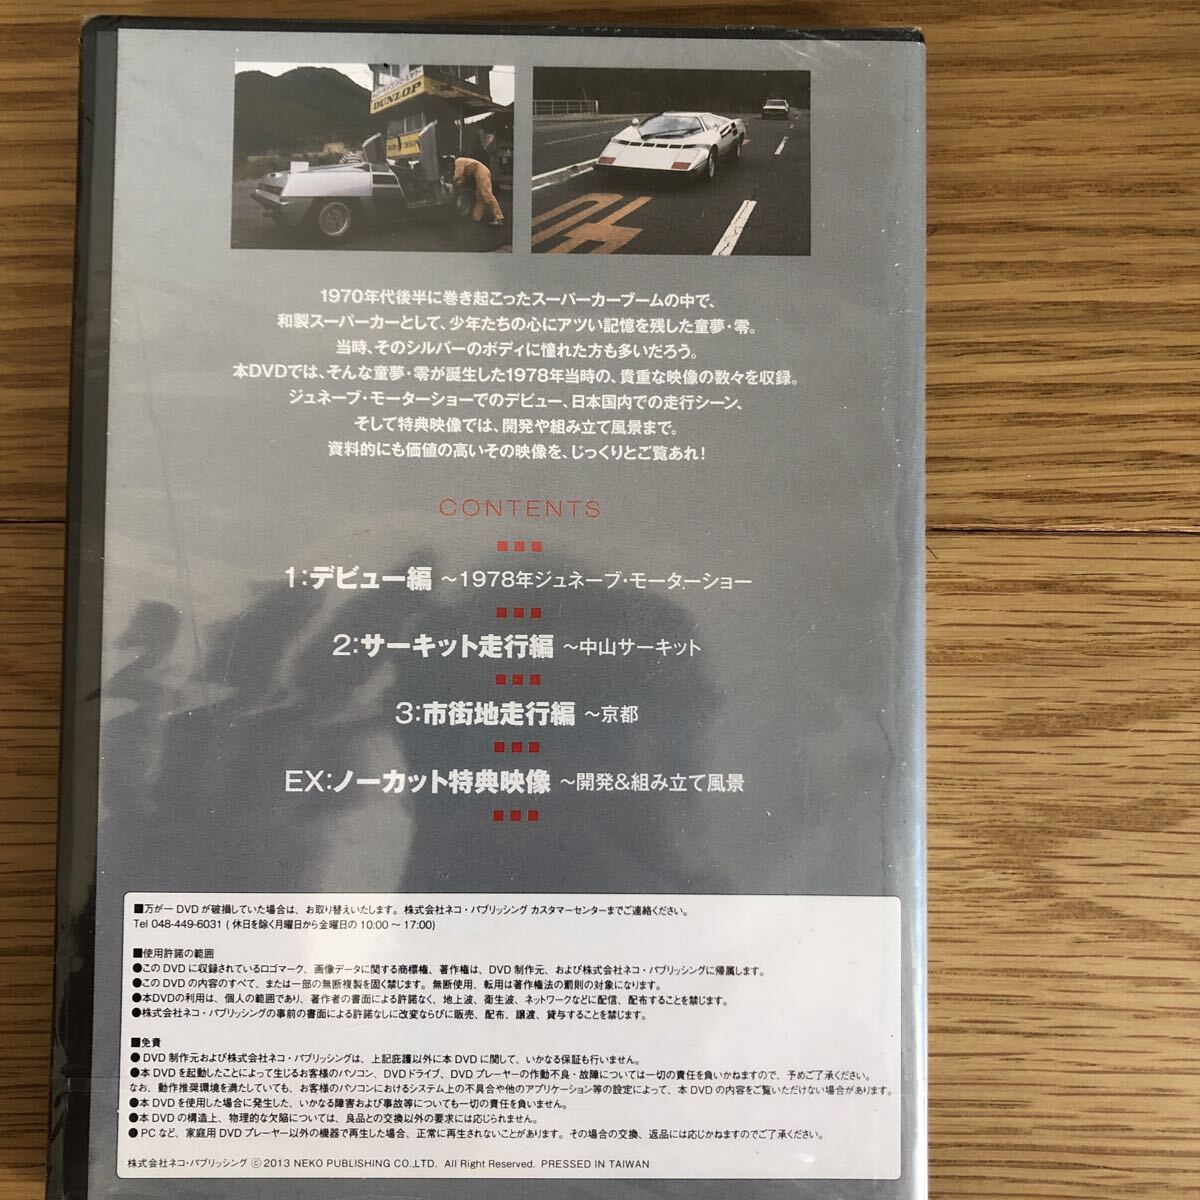 DUNLOP
40
1970年代後半に巻き起こったスーパーカーブームの中で、
和製スーパーカーとして、少年たちの心にアツい記憶を残した童夢・零。
当時、そのシルバーのボディに憧れた方も多いだろう。
本DVDでは、そんな童夢・零が誕生した1978年当時の、貴重な映像の数々を収録。
ジュネーブ・モーターショーでのデビュー、日本国内での走行シーン、
そして特典映像では、開発や組み立て風景まで。
資料的にも価値の高いその映像を、じっくりとご覧あれ!
CONTENTS
1:デビュー編 〜1978年ジュネーブ・モーターショー
2:サーキット走行編 〜中山サーキット
3:市街地走行編 〜京都
EX:ノーカット特典映像 〜開発&組み立て風景
■万が一DVDが破損していた場合は、お取り替えいたします。株式会社ネコ・パブリッシング カスタマーセンターまでご連絡ください。
Tel 048-449-6031 (休日を除く月曜日から金曜日の10:00〜17:00)
■使用許諾の範囲
●このDVDに収録されているロゴマーク、画像データに関する商標権、著作権は、DVD制作元、および株式会社ネコ・パブリッシングに帰属します。
●このDVDの内容のすべて、または一部の無断複製を固く禁じます。無断使用、転用は著作権法の罰則の対象になります。
●本DVDの利用は、個人の範囲であり、著作者の書面による許諾なく、地上波、衛生波、ネットワークなどに配信、配布することを禁じます。
●株式会社ネコ・パブリッシングの事前の書面による許諾なしに改変ならびに販売、配布、譲渡、貸与することを禁じます。
■免責
●DVD制作元および株式会社ネコ・パブリッシングは、上記庇護以外に本DVDに関して、いかなる保証も行いません。
●本DVDを起動したことによって生じるお客様のパソコン、DVDドライブ、DVDプレーヤーの作動不良・故障については一切の責任を負いかねますので、予めご了承ください。
なお、動作推奨環境を満たしていても、お客様のパソコンにおけるシステム上の不具合や他のアプリケーション等の設定によって、本DVDの内容をご覧いただけない場合があります。
●本DVDを使用した場合に発生した、いかなる障害および事故等についても一切の責任を負いません。
●本DVDの構造上、物理的な欠陥については、良品との交換以外の要求には応じられません。
●PCなど、家庭用DVDプレーヤー以外の機器で再生した場合、正常に再生されないことがあります。その場合の交換、返品には応じかねますのでご了承ください。
株式会社ネコ・パブリッシング ©2013 NEKO PUBLISHING CO.,LTD. All Right Reserved. PRESSED IN TAIWAN